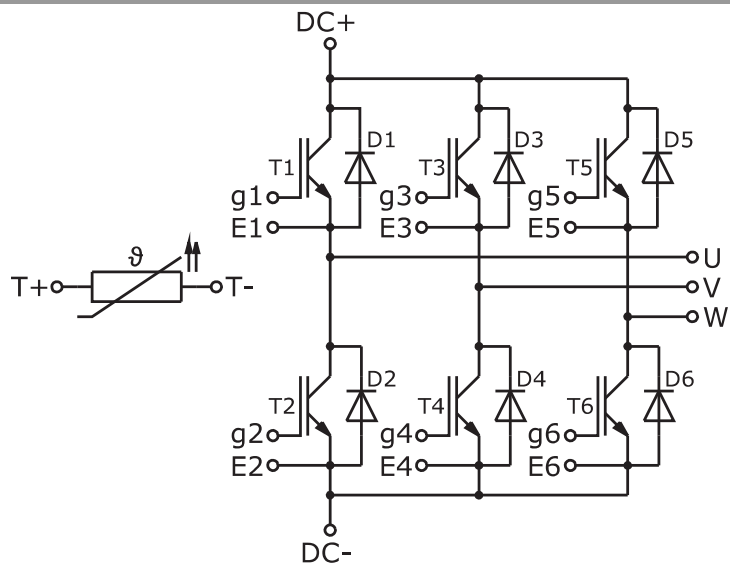 DC+
D1
D3
D5
T1
T3
T5
g1
g3
g5
E1
E3
E5
ϑ
U
T+
T-
V
W
D2
D4
D6
T2
T4
T6
g2
g4
g6
E2
E4
E6
DC-